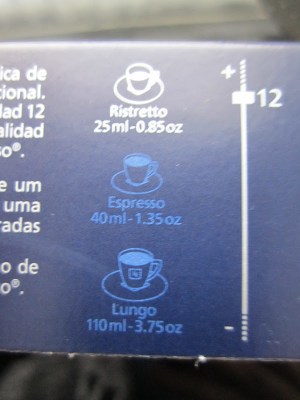 ica de
cional.
dad 12
alidad
so®.
e um
uma
radas
o de
o®.
Ristretto
25ml-0.85oz
Espresso
40ml-1.35oz
Lungo
110ml-3.75oz
+
12
-